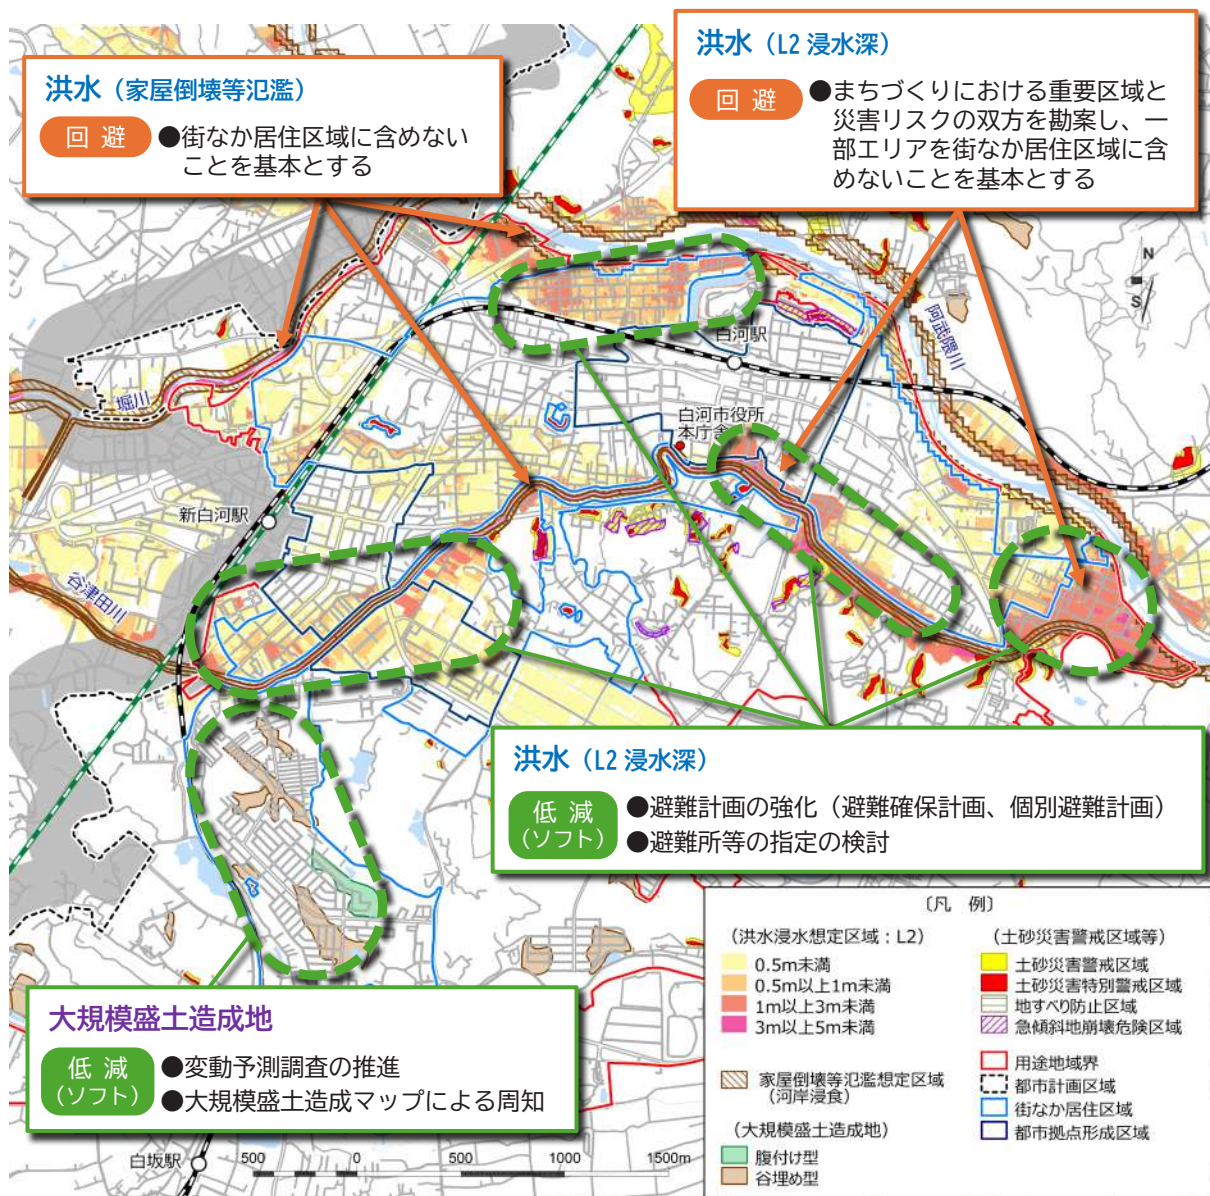 洪水（家屋倒壊等氾濫）
回 避
●街なか居住区域に含めない
ことを基本とする
洪水（L2 浸水深）
回 避
●まちづくりにおける重要区域と
災害リスクの双方を勘案し、一
部エリアを街なか居住区域に含
めないことを基本とする
N
S
阿武隈川
白河駅
堀川
白河市役所
本庁舎
新白河駅
谷津田川
洪水（L2 浸水深）
低 減
（ソフト）
●避難計画の強化（避難確保計画、個別避難計画）
●避難所等の指定の検討
大規模盛土造成地
低 減
（ソフト）
●変動予測調査の推進
●大規模盛土造成マップによる周知
白坂駅
500 0 500 1000 1500m
〔凡 例〕
（洪水浸水想定区域：L2）
0.5m未満
0.5m以上1m未満
1m以上3m未満
3m以上5m未満
家屋倒壊等氾濫想定区域
（河岸浸食）
（大規模盛土造成地）
腹付け型
谷埋め型
（土砂災害警戒区域等）
土砂災害警戒区域
土砂災害特別警戒区域
地すべり防止区域
急傾斜地崩壊危険区域
用途地域界
都市計画区域
街なか居住区域
都市拠点形成区域